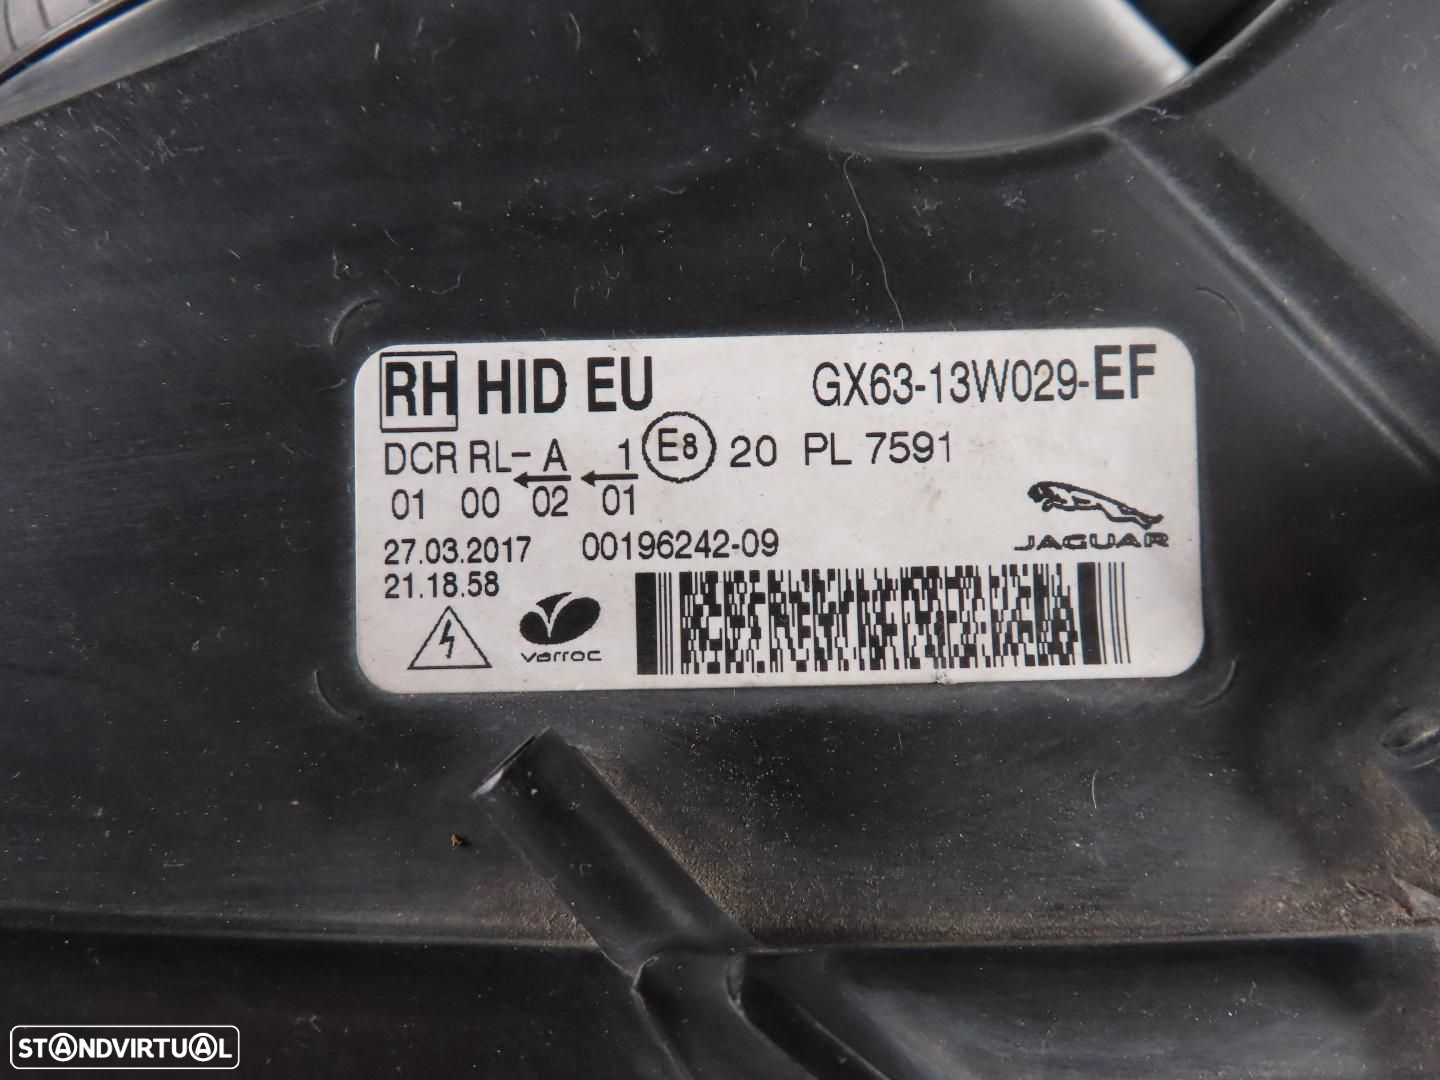 RH HID EU GX63-13W029-EF
DCR RL- A 1 E8 20 PL 7591
01 00 02 01
JAGUAR
27.03.2017 00196242-09
21.18.58
varroc
STANDVIRTUAL